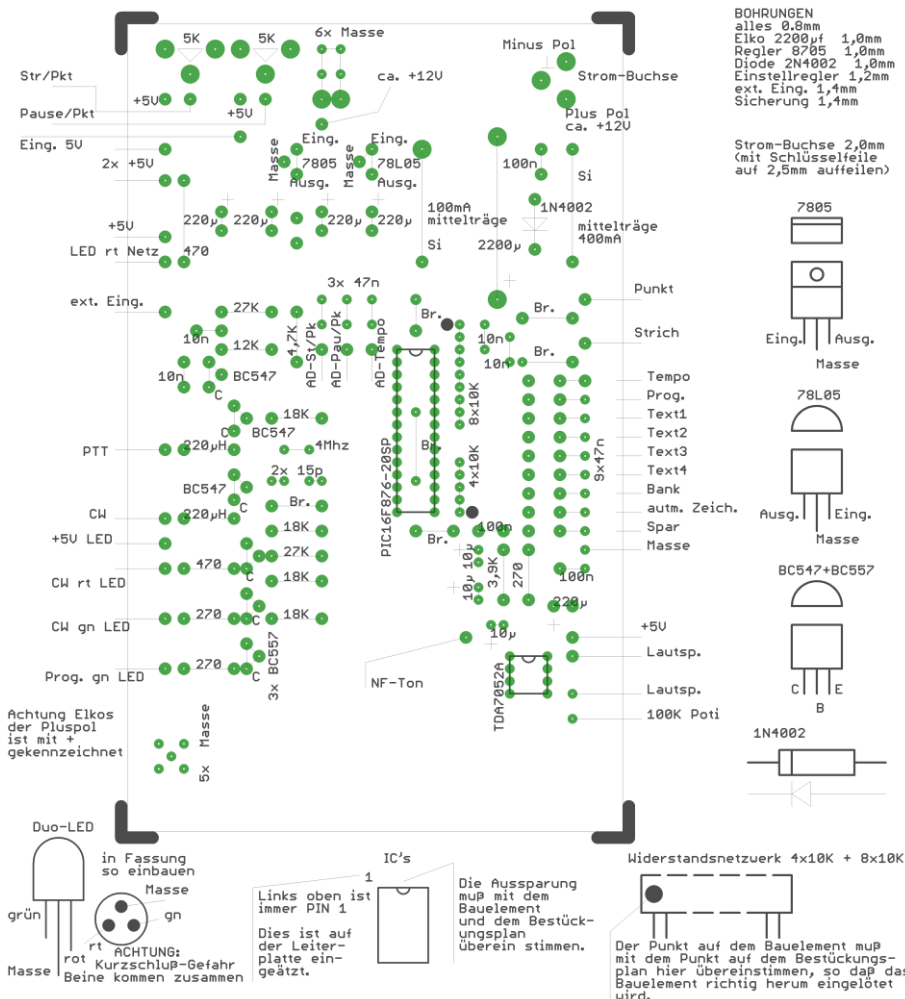 BOHRUNGEN
alles 0.8mm
Elko 2200µf 1,0mm
Regler 8705 1,0mm
Diode 2N4002 1,0mm
Einstellregler 1,2mm
ext. Eing. 1,4mm
Sicherung 1,4mm
Strom-Buchse 2,0mm
(mit Schlüsselfeile
auf 2,5mm auffeilen)
5K
5K
6x Masse
Minus Pol
Str/Pkt
ca. +12V
Strom-Buchse
+5V
Pause/Pkt
+5V
Plus Pol
ca. +12V
Eing. 5V
Eing.
Eing.
2x +5V
Masse
7805
Masse
78L05
100n
Ausg.
Ausg.
Si
+5V
220µ
220µ
220µ
220µ
100mA
mittelträge
1N4002
mittelträge
400mA
LED rt Netz
470
Si
2200µ
3x 47n
Punkt
ext. Eing.
27K
Br.
Br.
10n
12K
4,7K
AD-St/Pk
AD-Pau/Pk
AD-Tempo
10n
Strich
10n
Br.
10n
BC547
C
Tempo
Prog.
18K
8x10K
Text1
C
BC547
PTT
220µH
4Mhz
Br.
Text2
9x47n
Text3
2x 15p
4x10K
Text4
BC547
C
Bank
Br.
PIC16F876-20SP
autm. Zeich.
CW
220µH
18K
Br.
100n
Spar
+5V LED
27K
Masse
470
C
10µ
10µ
3,9K
270
100n
CW rt LED
18K
220µ
CW gn LED
270
C
18K
10µ
+5V
3x BC557
Lautsp.
270
C
Prog. gn LED
NF-Ton
TDA7052A
Lautsp.
100K Poti
Achtung Elkos
der Pluspol
ist mit +
gekennzeichnet
5x Masse
7805
Eing.
Ausg.
Masse
78L05
Ausg.
Eing.
Masse
BC547+BC557
C
E
B
1N4002
Duo-LED
in Fassung
so einbauen
Masse
grün
gn
rt
rot
Masse
ACHTUNG:
Kurzschluß-Gefahr
Beine kommen zusammen
IC's
1
Links oben ist
immer PIN 1
Dies ist auf
der Leiter-
platte ein-
geätzt.
Die Aussparung
muß mit dem
Bauelement
und dem Bestück-
ungsplan
überein stimmen.
Widerstandsnetzwerk 4x10K + 8x10K
Der Punkt auf dem Bauelement muß
mit dem Punkt auf dem Bestückungs-
plan hier übereinstimmen, so daß das
Bauelement richtig herum eingelötet
wird.